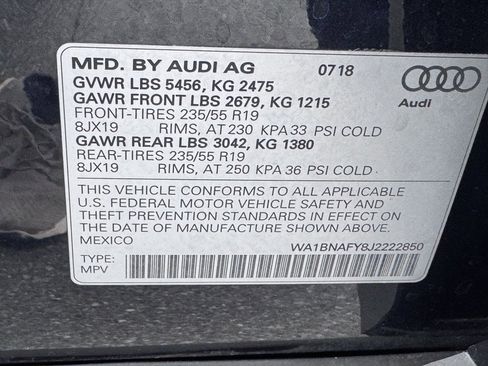 MFD. BY AUDI AG 0718
GVWR LBS 5456, KG 2475
GAWR FRONT LBS 2679, KG 1215
FRONT-TIRES 235/55 R19
8JX19 RIMS, AT 230 KPA 33 PSI COLD
GAWR REAR LBS 3042, KG 1380
REAR-TIRES 235/55 R19
8JX19 RIMS, AT 250 KPA 36 PSI COLD
THIS VEHICLE CONFORMS TO ALL APPLICABLE
U.S. FEDERAL MOTOR VEHICLE SAFETY AND
THEFT PREVENTION STANDARDS IN EFFECT ON
THE DATE OF MANUFACTURE SHOWN ABOVE.
MEXICO WA1BNAFY8J2222850
TYPE:
MPV
Audi